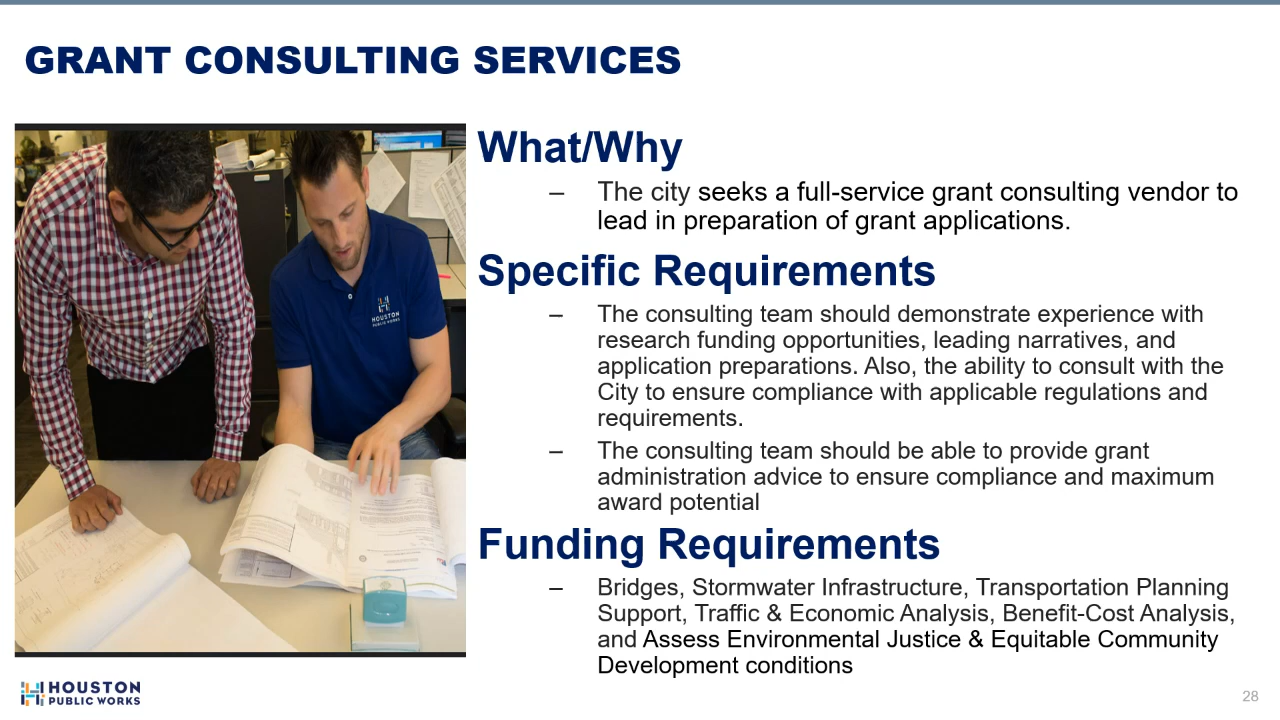 GRANT CONSULTING SERVICES
What/Why
– The city seeks a full-service grant consulting vendor to
lead in preparation of grant applications.
Specific Requirements
– The consulting team should demonstrate experience with
research funding opportunities, leading narratives, and
application preparations. Also, the ability to consult with the
City to ensure compliance with applicable regulations and
requirements.
– The consulting team should be able to provide grant
administration advice to ensure compliance and maximum
award potential
Funding Requirements
– Bridges, Stormwater Infrastructure, Transportation Planning
Support, Traffic & Economic Analysis, Benefit-Cost Analysis,
and Assess Environmental Justice & Equitable Community
Development conditions
HOUSTON
PUBLIC WORKS
HOUSTON
PUBLIC WORKS
28